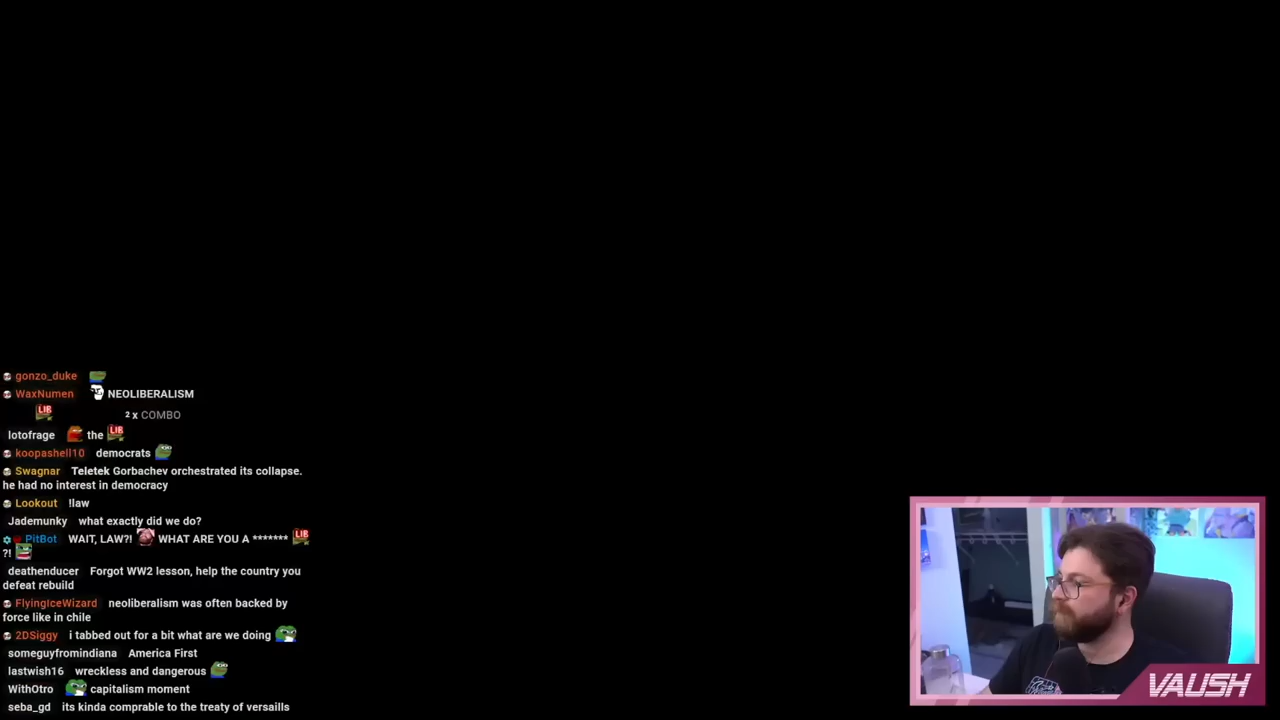 gonzo_duke
WaxNumen NEOLIBERALISM
LIB 2 x COMBO
lotofrage the LIB
koopashell10 democrats
Swagnar Teletek Gorbachev orchestrated its collapse.
he had no interest in democracy
Lookout !law
Jademunky what exactly did we do?
PitBot WAIT, LAW?! WHAT ARE YOU A ******* LIB
?!
deathenducer Forgot WW2 lesson, help the country you
defeat rebuild
FlyingIceWizard neoliberalism was often backed by
force like in chile
2DSiggy i tabbed out for a bit what are we doing
someguyfromindiana America First
lastwish16 wreckless and dangerous
WithOtro capitalism moment
seba_gd its kinda comprable to the treaty of versaills
VAUSH